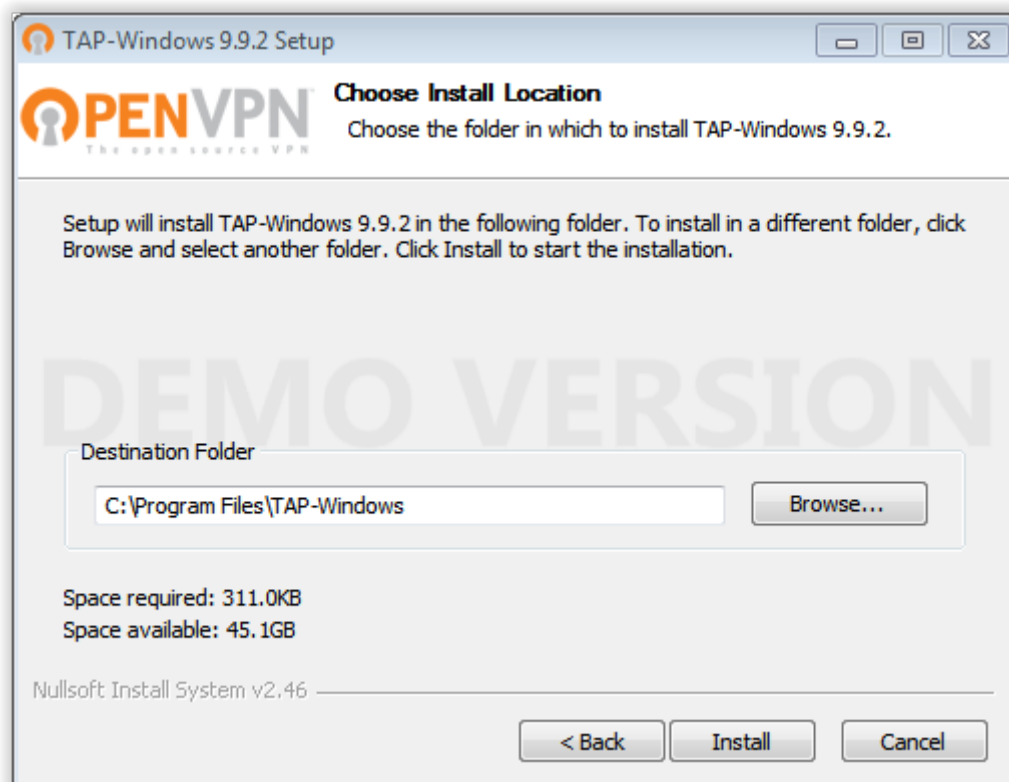 TAP-Windows 9.9.2 Setup
OPENVPN
The open source VPN
Choose Install Location
Choose the folder in which to install TAP-Windows 9.9.2.
Setup will install TAP-Windows 9.9.2 in the following folder. To install in a different folder, click
Browse and select another folder. Click Install to start the installation.
DEMO VERSION
Destination Folder
C:\Program Files\TAP-Windows
Browse...
Space required: 311.0KB
Space available: 45.1GB
Nullsoft Install System v2.46
< Back
Install
Cancel